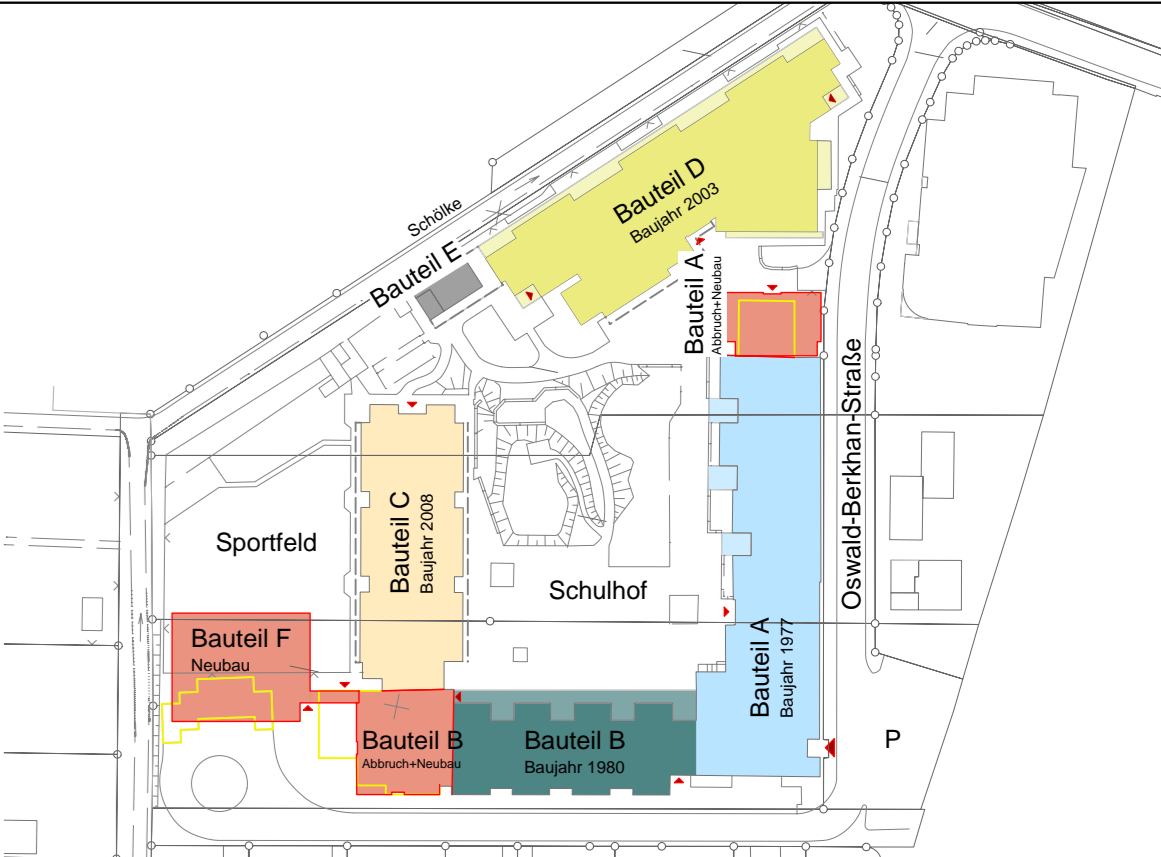 Bauteil D
Baujahr 2003
Schölke
Bauteil E
Bauteil A
Abbruch+Neubau
Oswald-Berkhan-Straße
Bauteil C
Baujahr 2008
Sportfeld
Schulhof
Bauteil F
Neubau
Bauteil A
Baujahr 1977
Bauteil B
Abbruch+Neubau
Bauteil B
Baujahr 1980
P